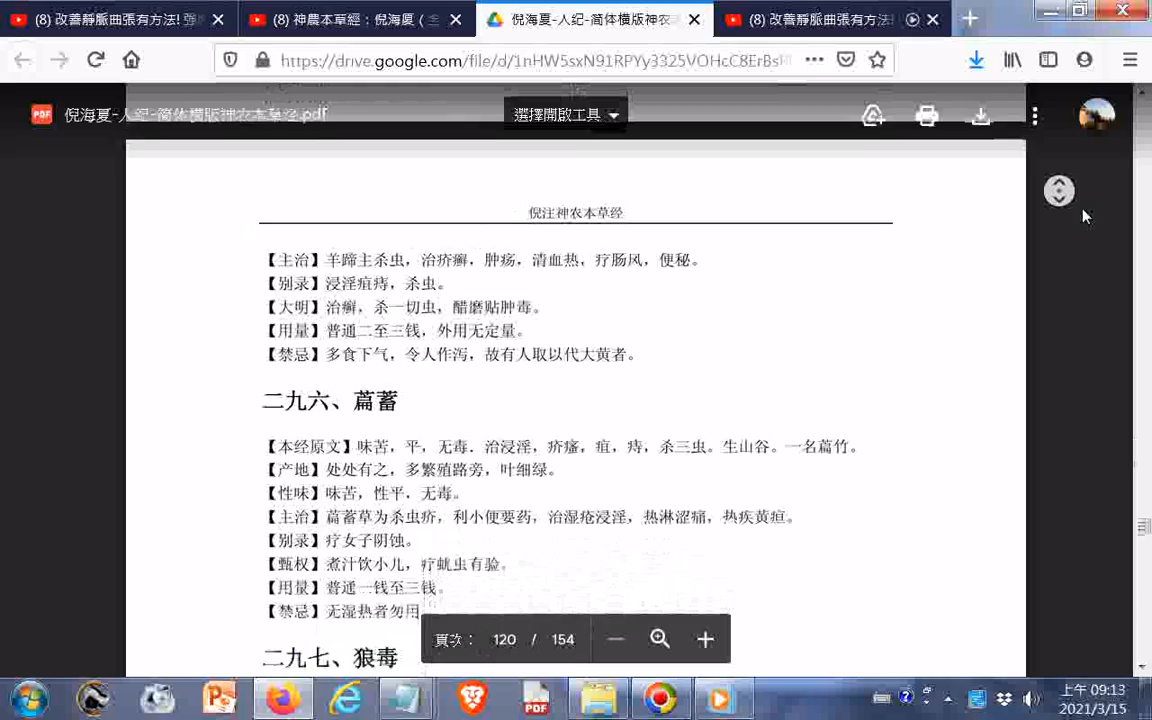 (8) 改善靜脈曲張有方法! 彈
(8) 神農本草經：倪海夏（全
倪海夏-人纪-简体横版神农
(8) 改善靜脈曲張有方法!
https://drive.google.com/file/d/1nHW5sxN91RPYy3325VOHcC8ErBsM
倪海夏-人纪-简体横版神农本草经.pdf
選擇開啟工具
倪注神农本草经
【主治】羊蹄主杀虫，治疥癣，肿疡，清血热，疗肠风，便秘。
【别录】浸淫疽痔，杀虫。
【大明】治癣，杀一切虫，醋磨贴肿毒。
【用量】普通二至三钱，外用无定量。
【禁忌】多食下气，令人作泻，故有人取以代大黄者。
二九六、萹蓄
【本经原文】味苦，平，无毒．治浸淫，疥瘙，疽，痔，杀三虫。生山谷。一名萹竹。
【产地】处处有之，多繁殖路旁，叶细绿。
【性味】味苦，性平，无毒。
【主治】萹蓄草为杀虫疥，利小便要药，治湿疮浸淫，热淋涩痛，热疾黄疸。
【别录】疗女子阴蚀。
【甄权】煮汁饮小儿，疗蚘虫有验。
【用量】普通一钱至三钱。
【禁忌】无湿热者勿用
頁次： 120 / 154
二九七、狼毒
上午 09:13
2021/3/15